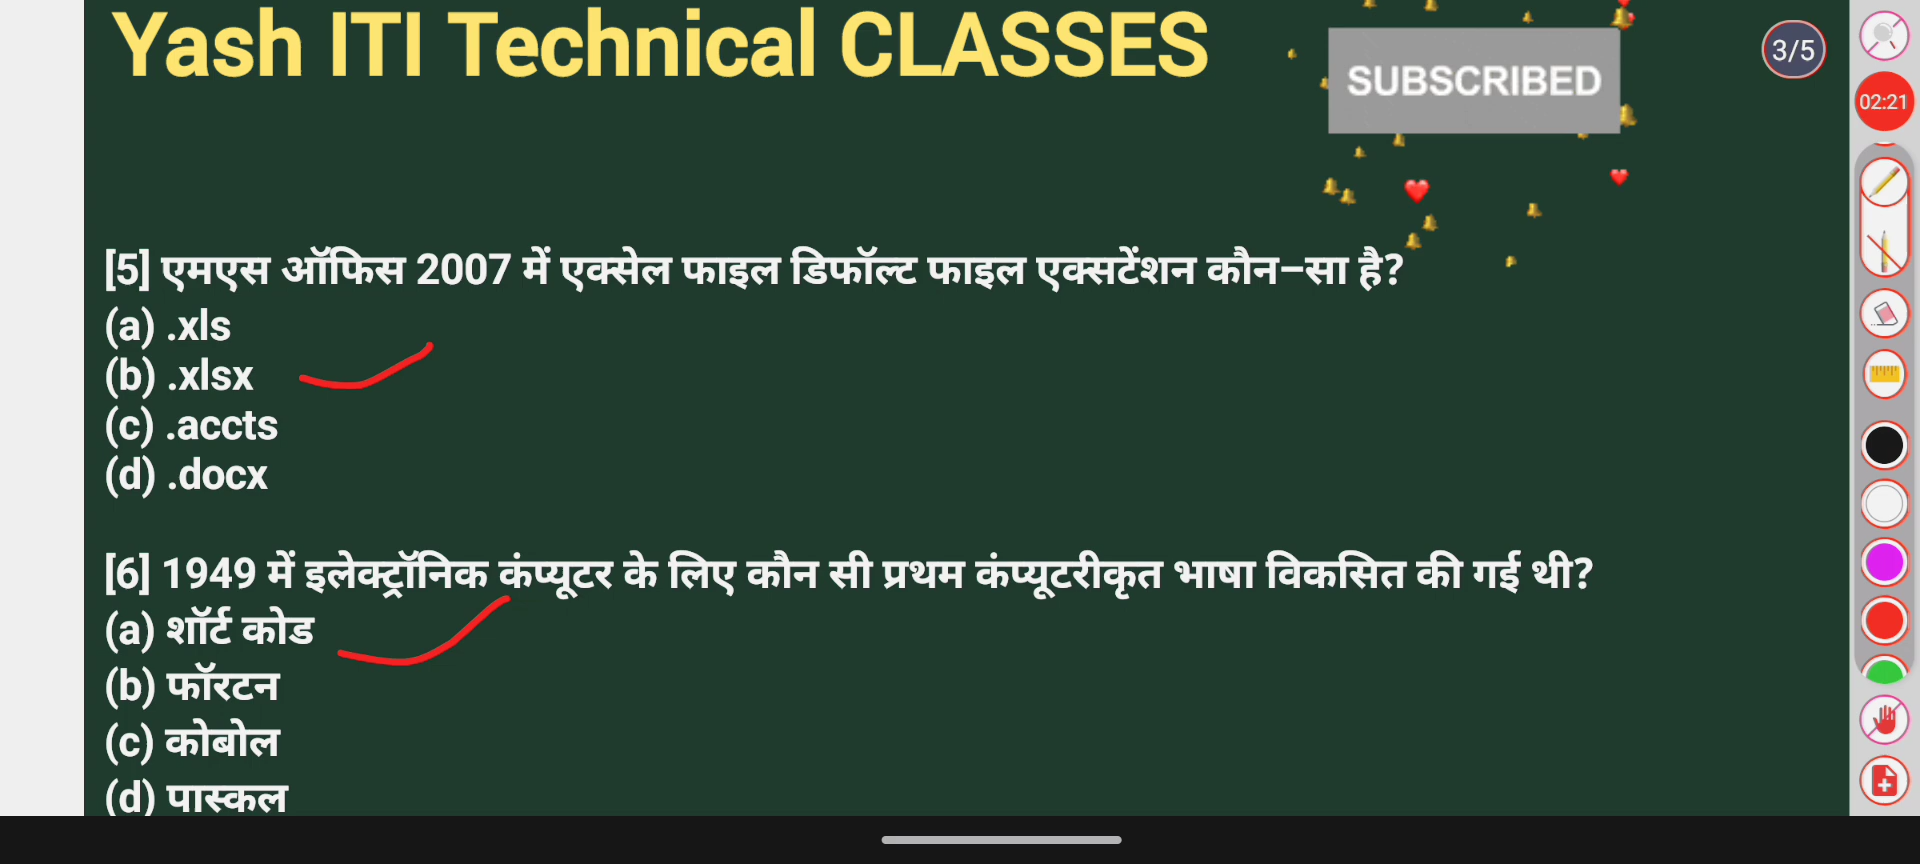 Yash ITI Technical CLASSES
SUBSCRIBED
3/5
02:21
[5] एमएस ऑफिस 2007 में एक्सेल फाइल डिफॉल्ट फाइल एक्सटेंशन कौन–सा है?
(a) .xls
(b) .xlsx
(c) .accts
(d) .docx
[6] 1949 में इलेक्ट्रॉनिक कंप्यूटर के लिए कौन सी प्रथम कंप्यूटरीकृत भाषा विकसित की गई थी?
(a) शॉर्ट कोड
(b) फॉरटन
(c) कोबोल
(d) पास्कल